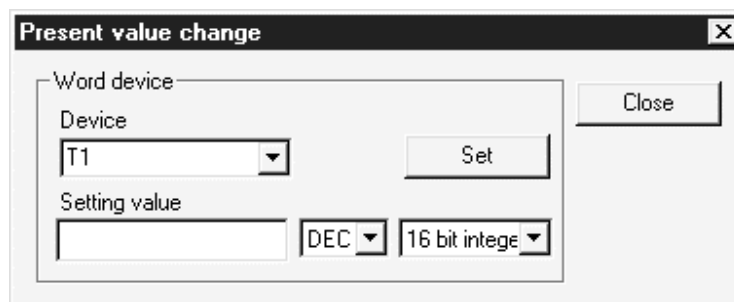 Present value change
Word device
Close
Device
T1
Set
Setting value
DEC
16 bit intege